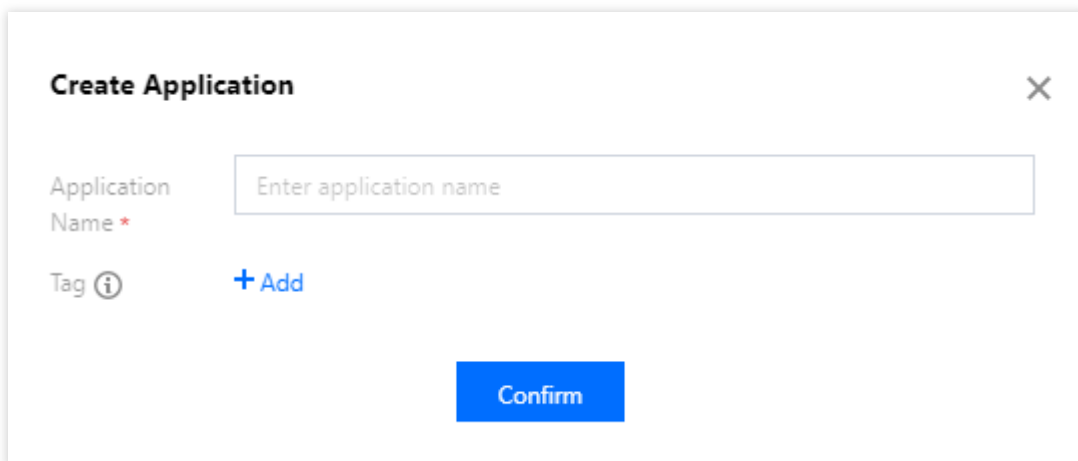 Create Application
Application
Name *
Enter application name
Tag
+ Add
Confirm